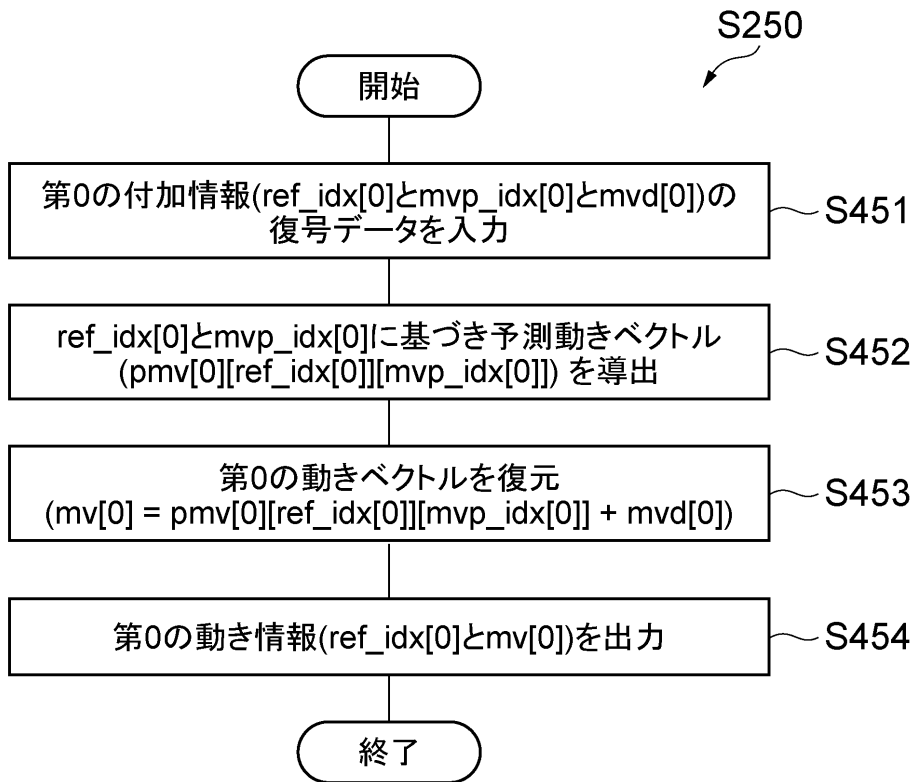 S250
開始
第0の付加情報(ref_idx[0]とmvp_idx[0]とmvd[0])の
復号データを入力
S451
ref_idx[0]とmvp_idx[0]に基づき予測動きベクトル
(pmv[0][ref_idx[0]][mvp_idx[0]]) を導出
S452
第0の動きベクトルを復元
(mv[0] = pmv[0][ref_idx[0]][mvp_idx[0]] + mvd[0])
S453
第0の動き情報(ref_idx[0]とmv[0])を出力
S454
終了